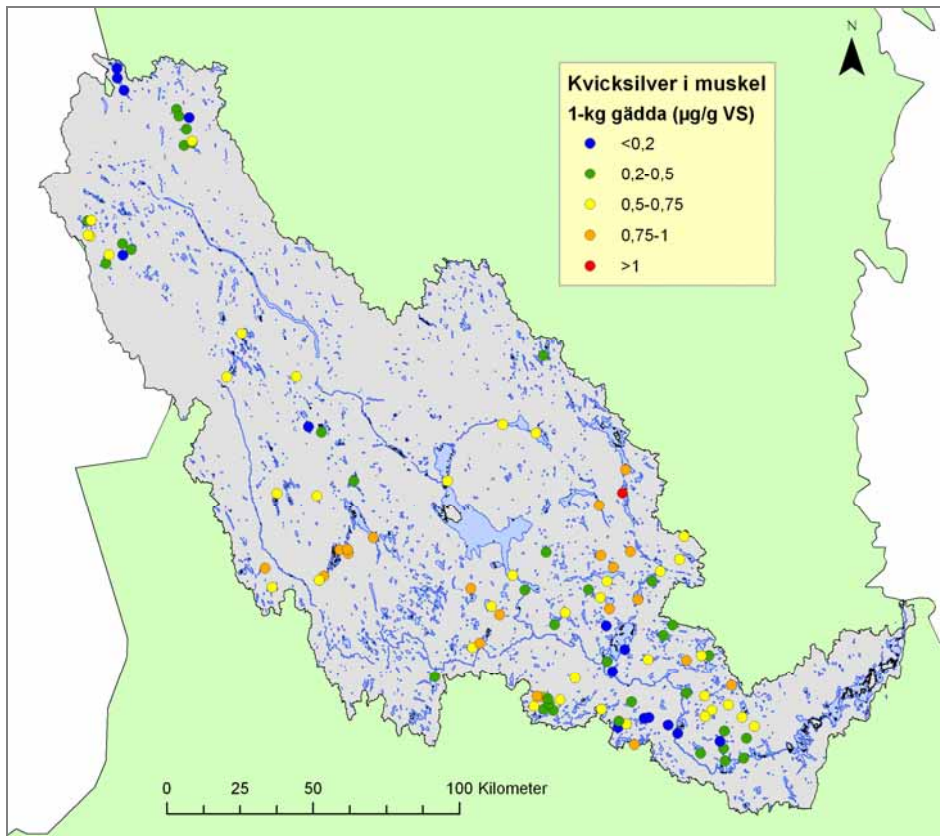 N
Kvicksilver i muskel
1-kg gädda (µg/g VS)
<0,2
0,2-0,5
0,5-0,75
0,75-1
>1
0 25 50 100 Kilometer